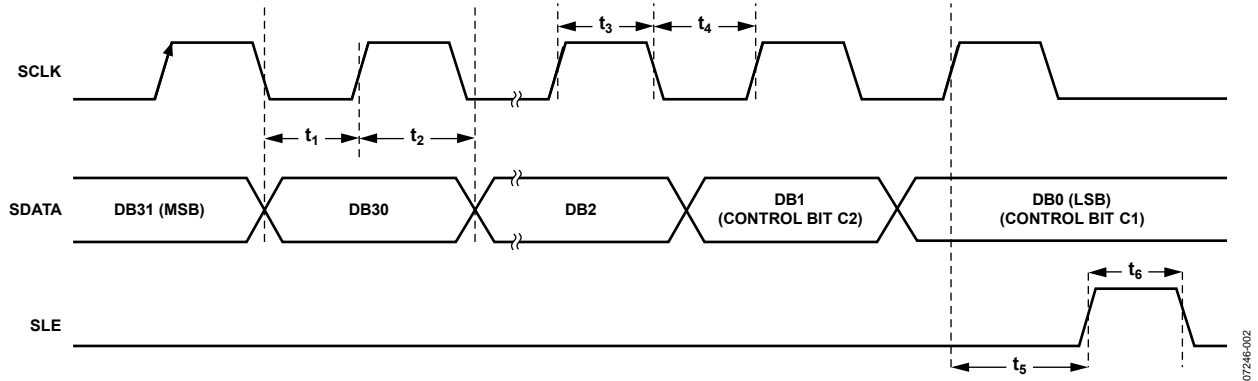 t3
t4
SCLK
t1
t2
SDATA
DB31 (MSB)
DB30
DB2
DB1
(CONTROL BIT C2)
DB0 (LSB)
(CONTROL BIT C1)
t6
SLE
t5
07246-002